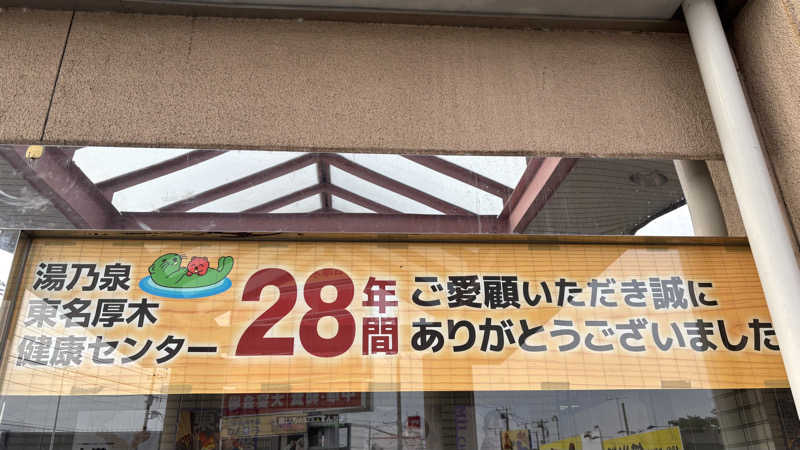 湯乃泉
東名厚木
健康センター
28年間
ご愛顧いただき誠に
ありがとうございました